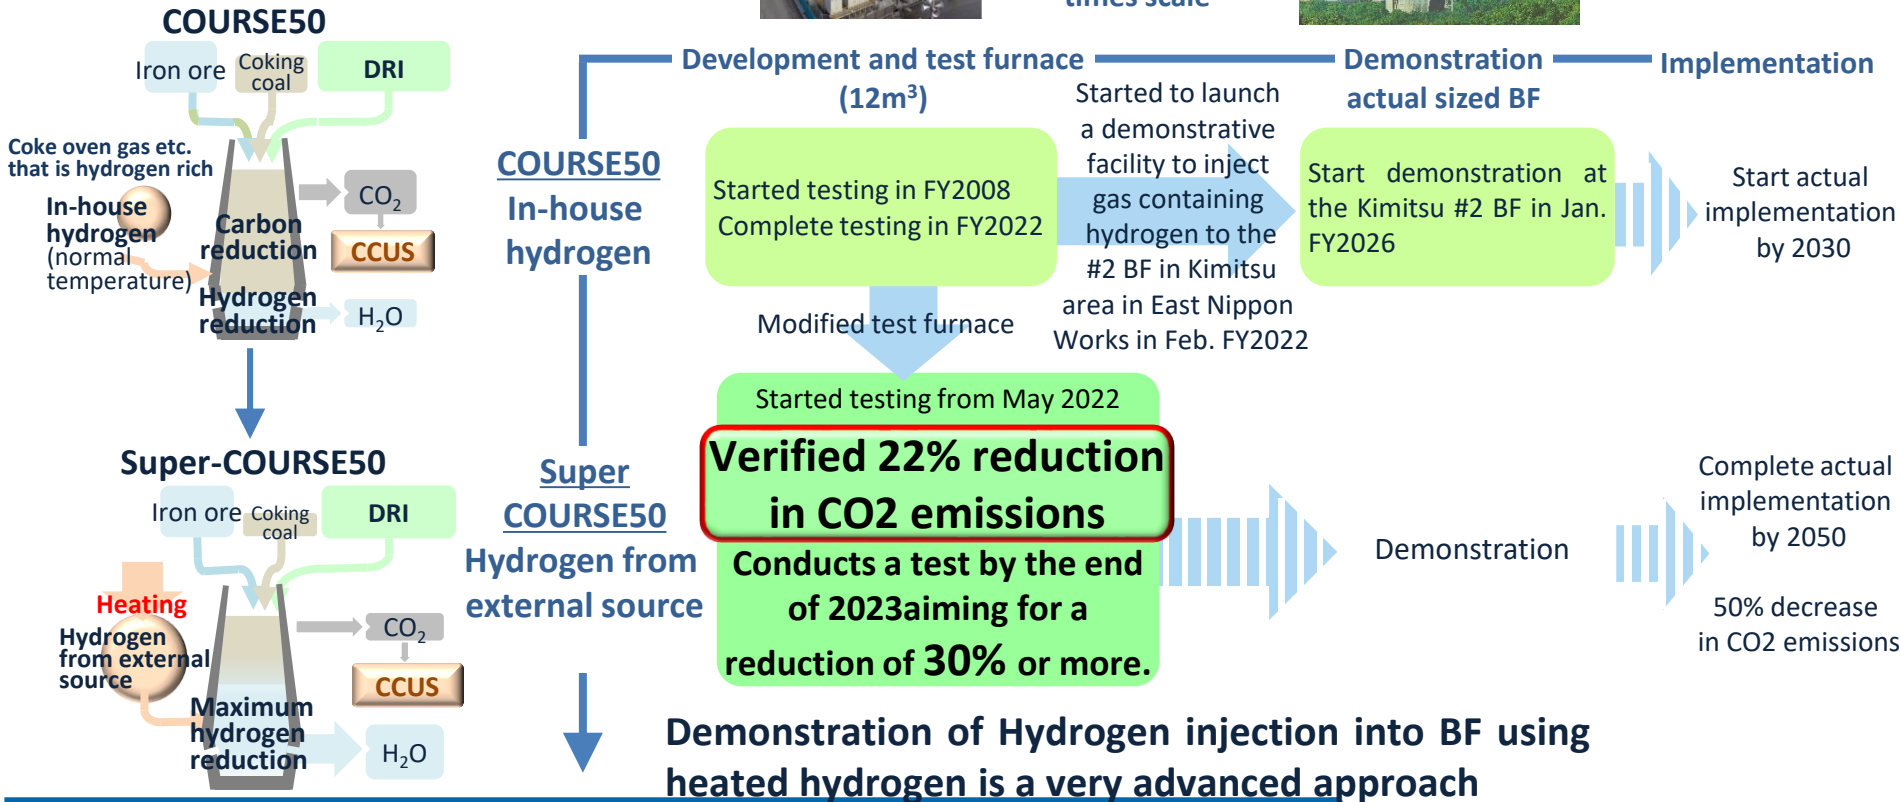 times scale
COURSE50
Iron ore
Coking
coal
DRI
Coke oven gas etc.
that is hydrogen rich
In-house
hydrogen
(normal
temperature)
Carbon
reduction
Hydrogen
reduction
CO2
CCUS
H2O
Super-COURSE50
Iron ore
Coking
coal
DRI
Heating
Hydrogen
from external
source
Maximum
hydrogen
reduction
CO2
CCUS
H2O
Development and test furnace
(12m³)
Demonstration
actual sized BF
Implementation
COURSE50
In-house
hydrogen
Started testing in FY2008
Complete testing in FY2022
Started to launch
a demonstrative
facility to inject
gas containing
hydrogen to the
#2 BF in Kimitsu
area in East Nippon
Works in Feb. FY2022
Start demonstration at
the Kimitsu #2 BF in Jan.
FY2026
Start actual
implementation
by 2030
Modified test furnace
Super
COURSE50
Hydrogen from
external source
Started testing from May 2022
Verified 22% reduction
in CO2 emissions
Conducts a test by the end
of 2023aiming for a
reduction of 30% or more.
Demonstration
Complete actual
implementation
by 2050
50% decrease
in CO2 emissions
Demonstration of Hydrogen injection into BF using
heated hydrogen is a very advanced approach